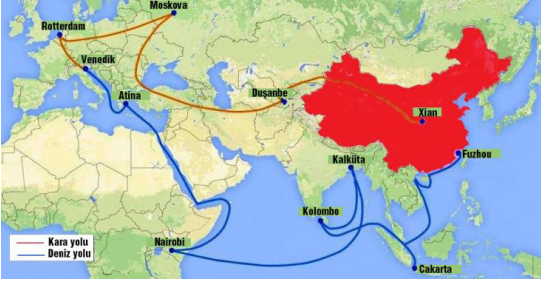 Moskova
Rotterdam
Venedik
Atina
Duşanbe
Xian
Fuzhou
Kalküta
Kolombo
Nairobi
Cakarta
Kara yolu
Deniz yolu